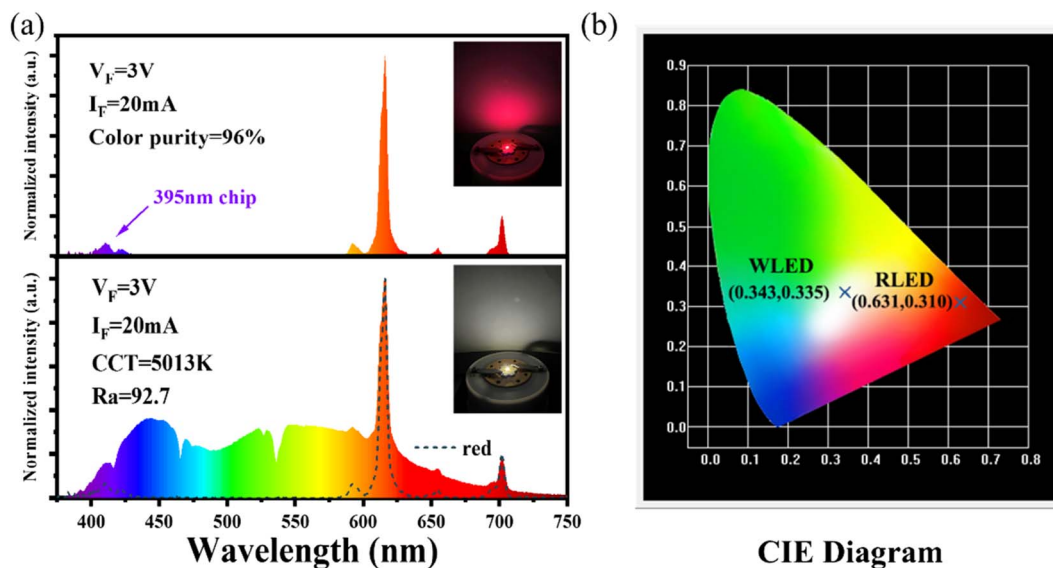 (a)
Normalized intensity (a.u.)
V_F=3V
I_F=20mA
Color purity=96%
395nm chip
Normalized intensity (a.u.)
V_F=3V
I_F=20mA
CCT=5013K
Ra=92.7
red
400 450 500 550 600 650 700 750
Wavelength (nm)
(b)
0.9
0.8
0.7
0.6
0.5
0.4
0.3
0.2
0.1
0.0
WLED
(0.343,0.335)
RLED
(0.631,0.310)
0.0 0.1 0.2 0.3 0.4 0.5 0.6 0.7 0.8
CIE Diagram